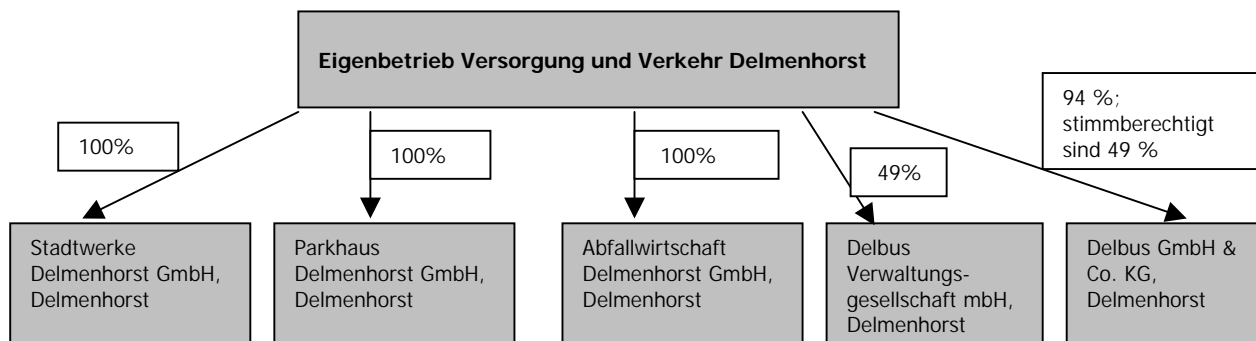 Eigenbetrieb Versorgung und Verkehr Delmenhorst
100%
100%
100%
49%
94 %;
stimmberechtigt
sind 49 %
Stadtwerke
Delmenhorst GmbH,
Delmenhorst
Parkhaus
Delmenhorst GmbH,
Delmenhorst
Abfallwirtschaft
Delmenhorst GmbH,
Delmenhorst
Delbus
Verwaltungs-
gesellschaft mbH,
Delmenhorst
Delbus GmbH &
Co. KG,
Delmenhorst